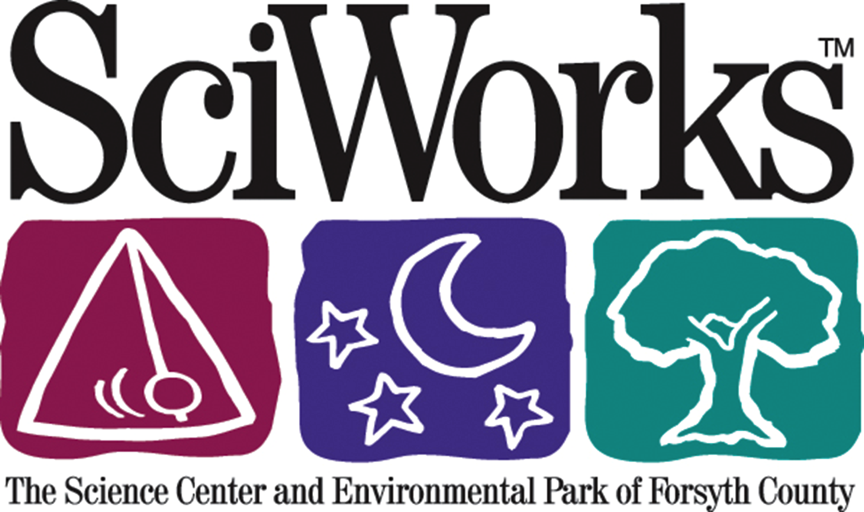 SciWorks™
The Science Center and Environmental Park of Forsyth County